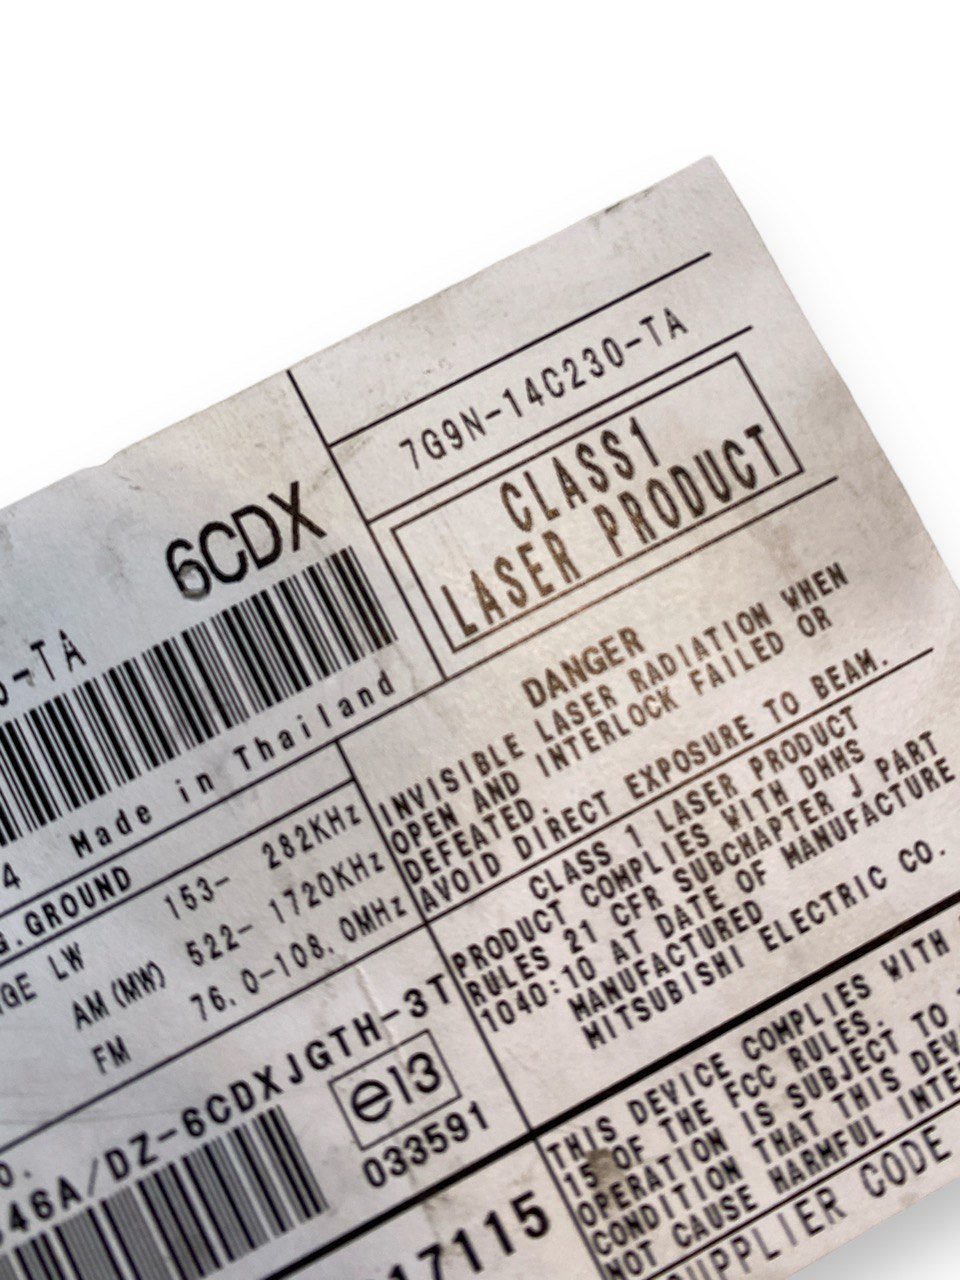 7G9N-14C230-TA
CLASS1
LASER PRODUCT
6CDX
-TA
Made in Thailand
4
G.GROUND
LW 153- 282KHz
AM(MW) 522- 1720KHz
FM 76.0-108.0MHz
DANGER
INVISIBLE LASER RADIATION WHEN
OPEN AND INTERLOCK FAILED OR
DEFEATED.
AVOID DIRECT EXPOSURE TO BEAM.
CLASS 1 LASER PRODUCT
PRODUCT COMPLIES WITH DHHS
RULES 21 CFR SUBCHAPTER J PART
1040:10 AT DATE OF MANUFACTURE
MANUFACTURED
MITSUBISHI ELECTRIC CO.
46A/DZ-6CDXJGTH-3T
e13
033591
7115
THIS DEVICE COMPLIES WITH
15 OF THE FCC RULES.
OPERATION IS SUBJECT TO
CONDITION THAT THIS DEV
NOT CAUSE HARMFUL INTE
SUPPLIER CODE